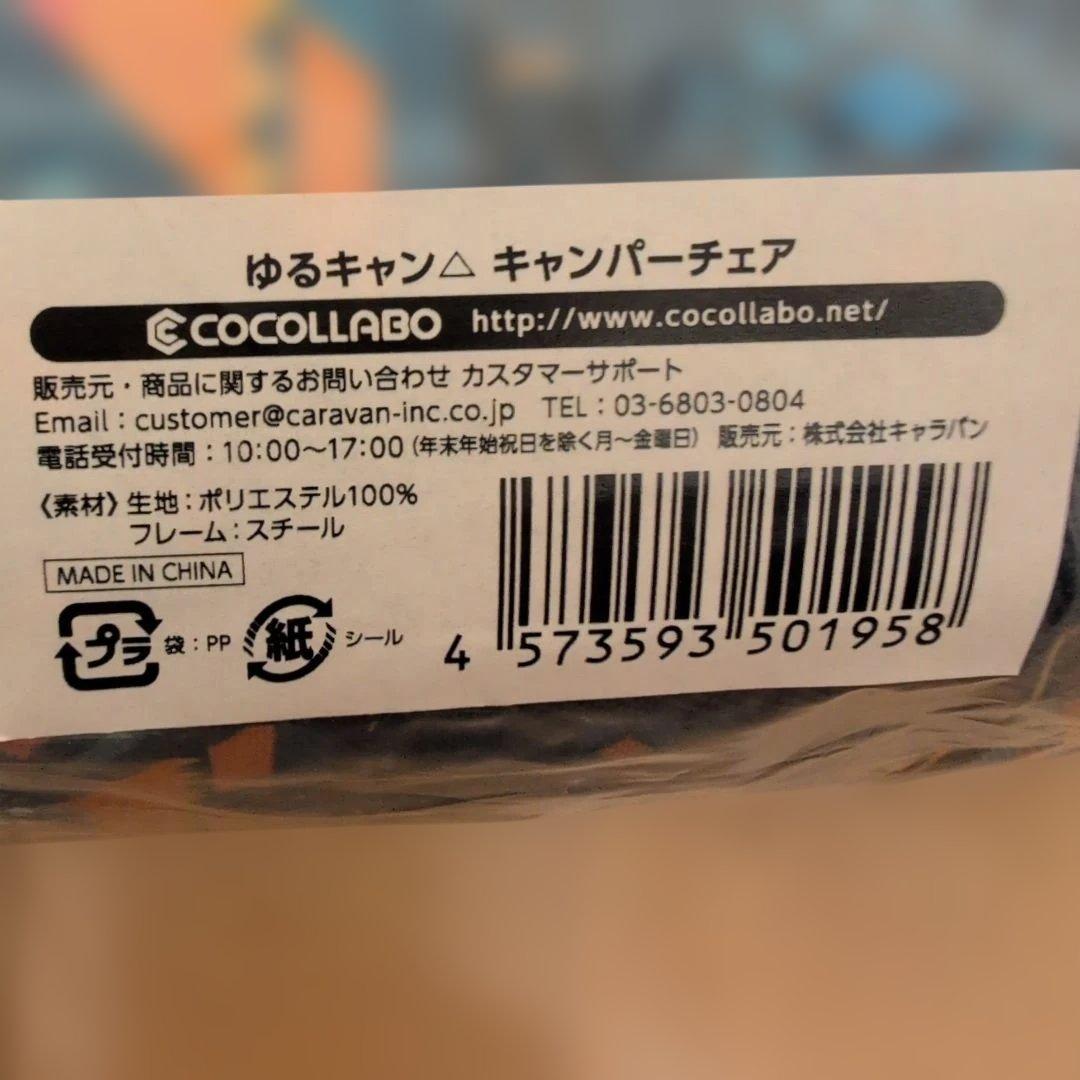 ゆるキャン△ キャンパーチェア
COCOLLABO http://www.cocollabo.net/
販売元・商品に関するお問い合わせ カスタマーサポート
Email：customer@caravan-inc.co.jp TEL：03-6803-0804
電話受付時間：10:00〜17:00（年末年始祝日を除く月〜金曜日） 販売元：株式会社キャラバン
〈素材〉生地：ポリエステル100%
フレーム：スチール
MADE IN CHINA
プラ 袋：PP 紙 シール
4 573593 501958